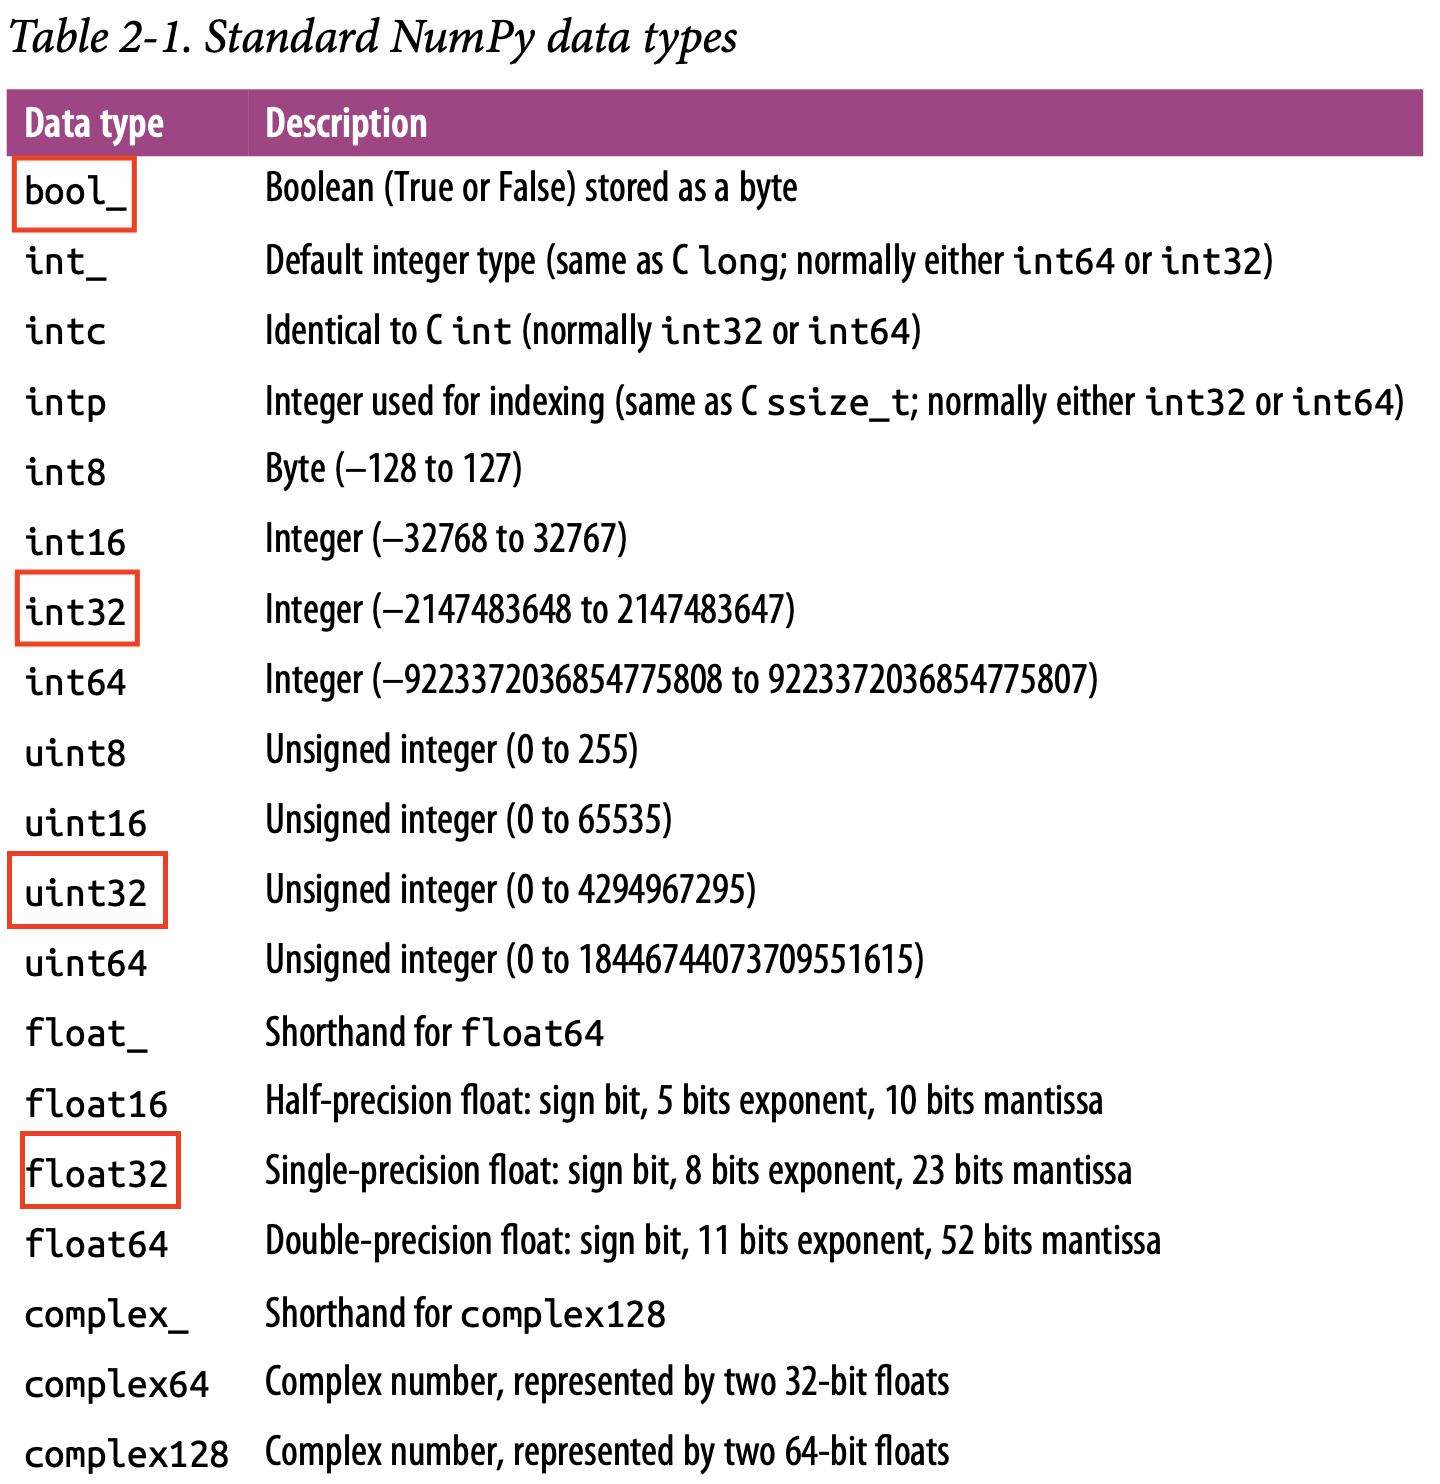 Table 2-1. Standard NumPy data types
Data type Description
bool_ Boolean (True or False) stored as a byte
int_ Default integer type (same as C long; normally either int64 or int32)
intc Identical to C int (normally int32 or int64)
intp Integer used for indexing (same as C ssize_t; normally either int32 or int64)
int8 Byte (–128 to 127)
int16 Integer (–32768 to 32767)
int32 Integer (–2147483648 to 2147483647)
int64 Integer (–9223372036854775808 to 9223372036854775807)
uint8 Unsigned integer (0 to 255)
uint16 Unsigned integer (0 to 65535)
uint32 Unsigned integer (0 to 4294967295)
uint64 Unsigned integer (0 to 18446744073709551615)
float_ Shorthand for float64
float16 Half-precision float: sign bit, 5 bits exponent, 10 bits mantissa
float32 Single-precision float: sign bit, 8 bits exponent, 23 bits mantissa
float64 Double-precision float: sign bit, 11 bits exponent, 52 bits mantissa
complex_ Shorthand for complex128
complex64 Complex number, represented by two 32-bit floats
complex128 Complex number, represented by two 64-bit floats